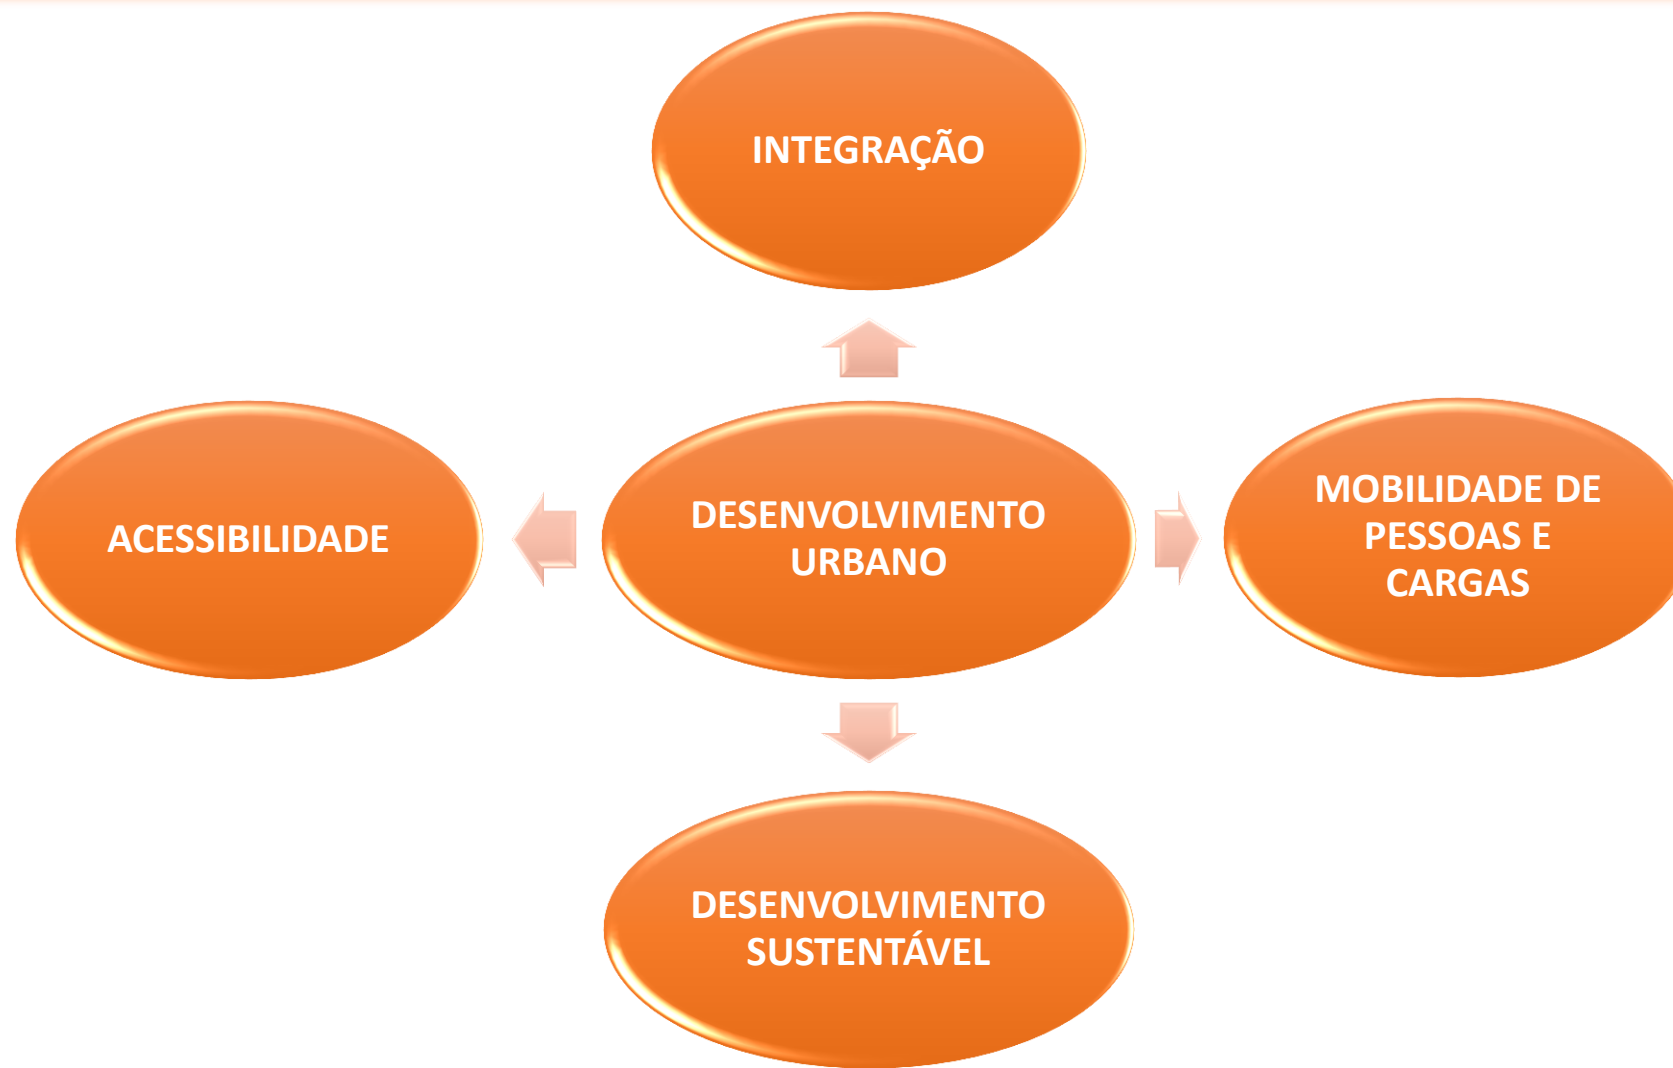 INTEGRAÇÃO
ACESSIBILIDADE
DESENVOLVIMENTO
URBANO
MOBILIDADE DE
PESSOAS E
CARGAS
DESENVOLVIMENTO
SUSTENTÁVEL